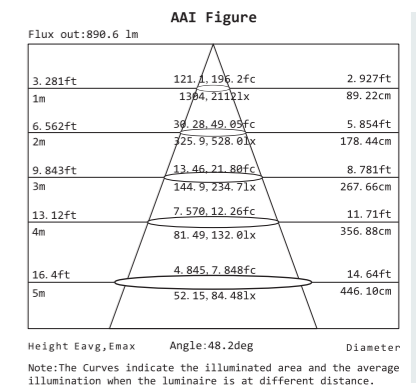 AAI Figure
Flux out:890.6 lm
3.281ft 121.1,196.2fc 2.927ft
1m 1304,2112lx 89.22cm
6.562ft 30.28,49.05fc 5.854ft
2m 325.9,528.0lx 178.44cm
9.843ft 13.46,21.80fc 8.781ft
3m 144.9,234.7lx 267.66cm
13.12ft 7.570,12.26fc 11.71ft
4m 81.49,132.0lx 356.88cm
16.4ft 4.845,7.848fc 14.64ft
5m 52.15,84.48lx 446.10cm
Height Eavg,Emax Angle:48.2deg Diameter
Note:The Curves indicate the illuminated area and the average
illumination when the luminaire is at different distance.